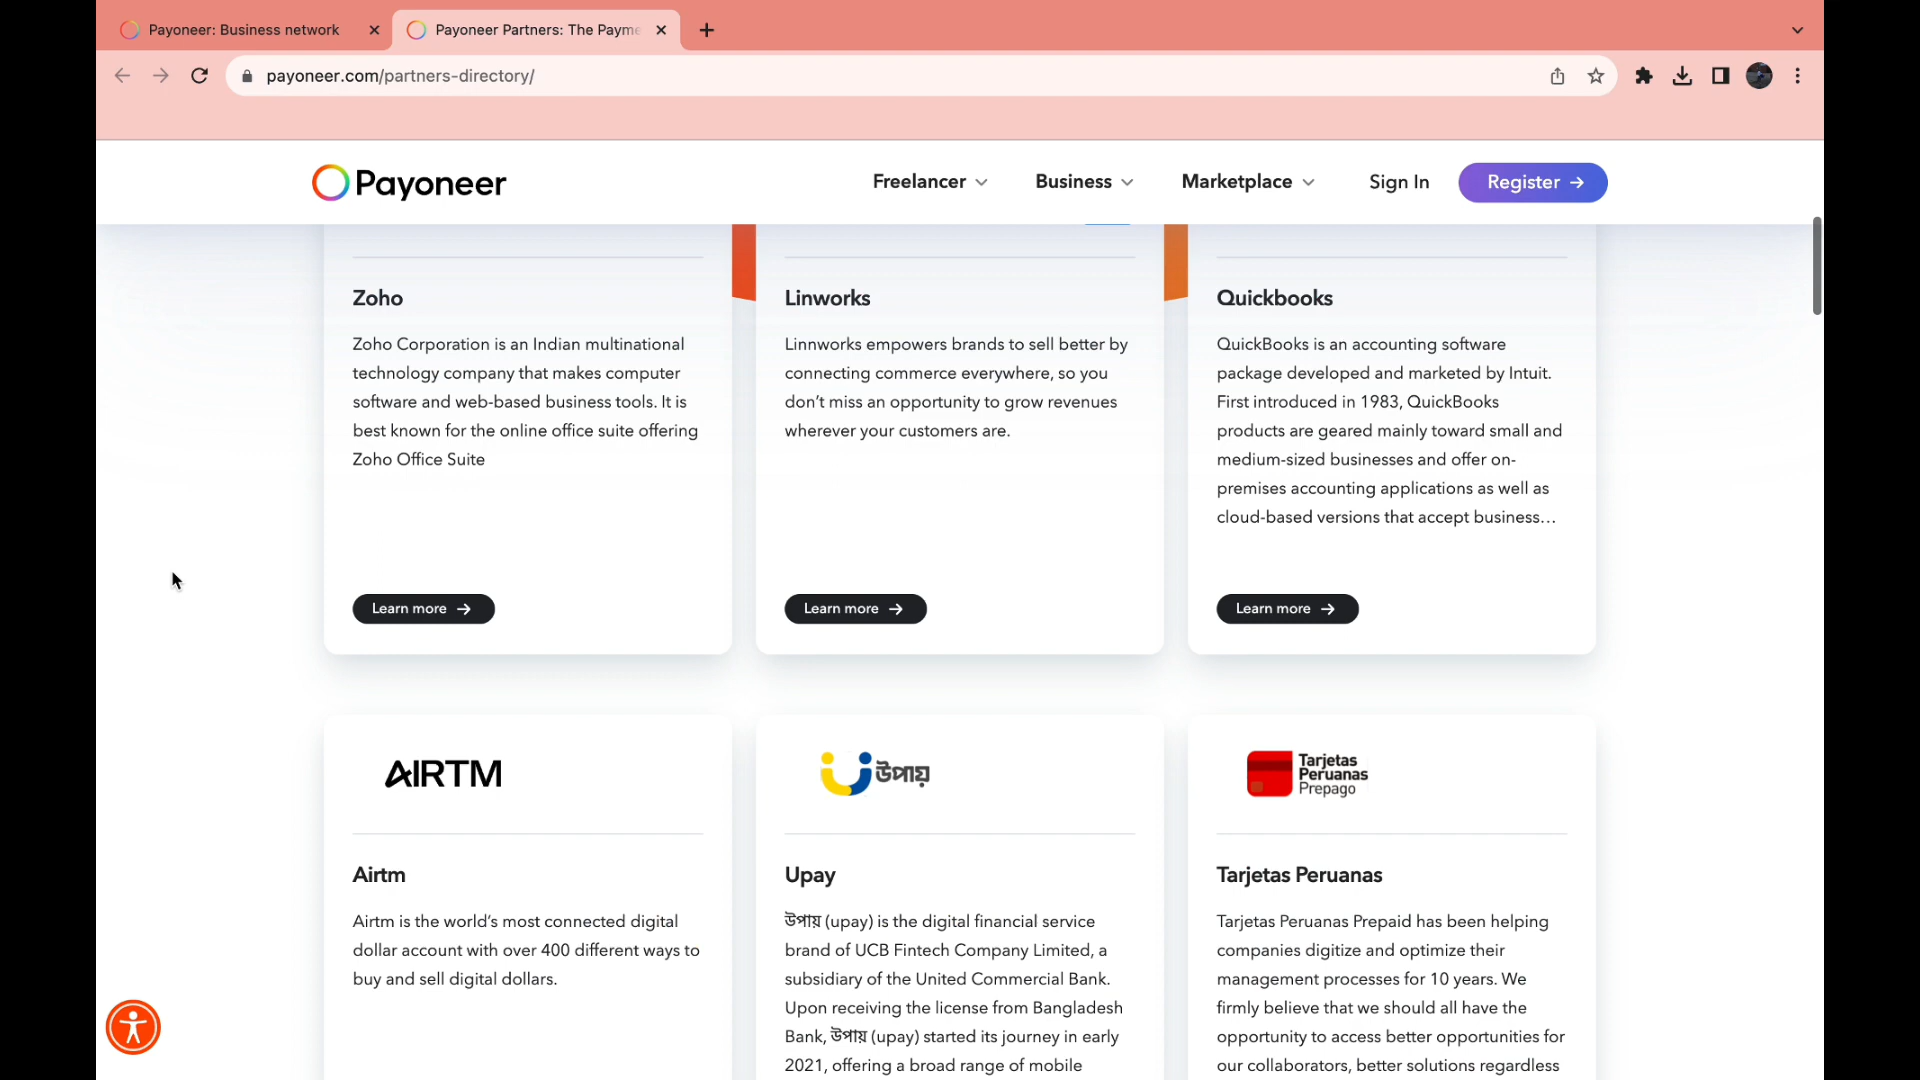 Payoneer: Business network
Payoneer Partners: The Payme
payoneer.com/partners-directory/
Payoneer
Freelancer
Business
Marketplace
Sign In
Register
Zoho
Zoho Corporation is an Indian multinational
technology company that makes computer
software and web-based business tools. It is
best known for the online office suite offering
Zoho Office Suite
Learn more
Linworks
Linnworks empowers brands to sell better by
connecting commerce everywhere, so you
don't miss an opportunity to grow revenues
wherever your customers are.
Learn more
Quickbooks
QuickBooks is an accounting software
package developed and marketed by Intuit.
First introduced in 1983, QuickBooks
products are geared mainly toward small and
medium-sized businesses and offer on-
premises accounting applications as well as
cloud-based versions that accept business...
Learn more
AIRTM
Airtm
Airtm is the world's most connected digital
dollar account with over 400 different ways to
buy and sell digital dollars.
উপায়
Upay
উপায় (upay) is the digital financial service
brand of UCB Fintech Company Limited, a
subsidiary of the United Commercial Bank.
Upon receiving the license from Bangladesh
Bank, উপায় (upay) started its journey in early
2021, offering a broad range of mobile
Tarjetas
Peruanas
Prepago
Tarjetas Peruanas
Tarjetas Peruanas Prepaid has been helping
companies digitize and optimize their
management processes for 10 years. We
firmly believe that we should all have the
opportunity to access better opportunities for
our collaborators, better solutions regardless